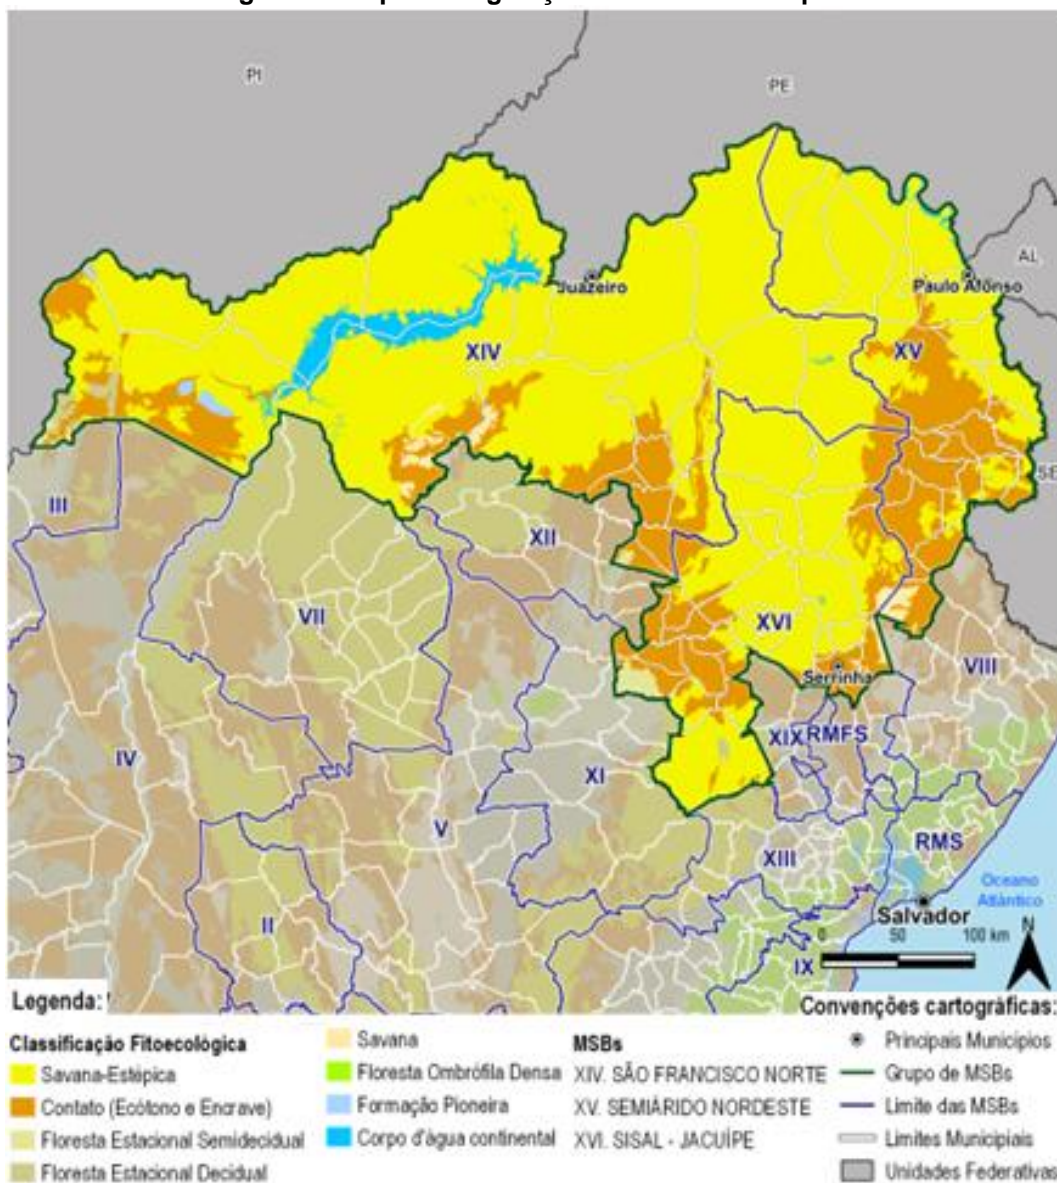 PI
PE
AL
Juazeiro
Paulo Afonso
XIV
XV
SE
III
XII
VII
XVI
VIII
Serrinha
XIX
RMFS
IV
XI
V
RMS
XIII
II
Oceano
Atlântico
Salvador
N
0 50 100 km
IX
Legenda:
Convenções cartográficas:
Classificação Fitoecológica
Savana-Estépica
Contato (Ecótono e Encrave)
Floresta Estacional Semidecidual
Floresta Estacional Decidual
Savana
Floresta Ombrófila Densa
Formação Pioneira
Corpo d'água continental
MSBs
XIV. SÃO FRANCISCO NORTE
XV. SEMIÁRIDO NORDESTE
XVI. SISAL - JACUÍPE
Principais Municípios
Grupo de MSBs
Limite das MSBs
Limites Municipiais
Unidades Federativas